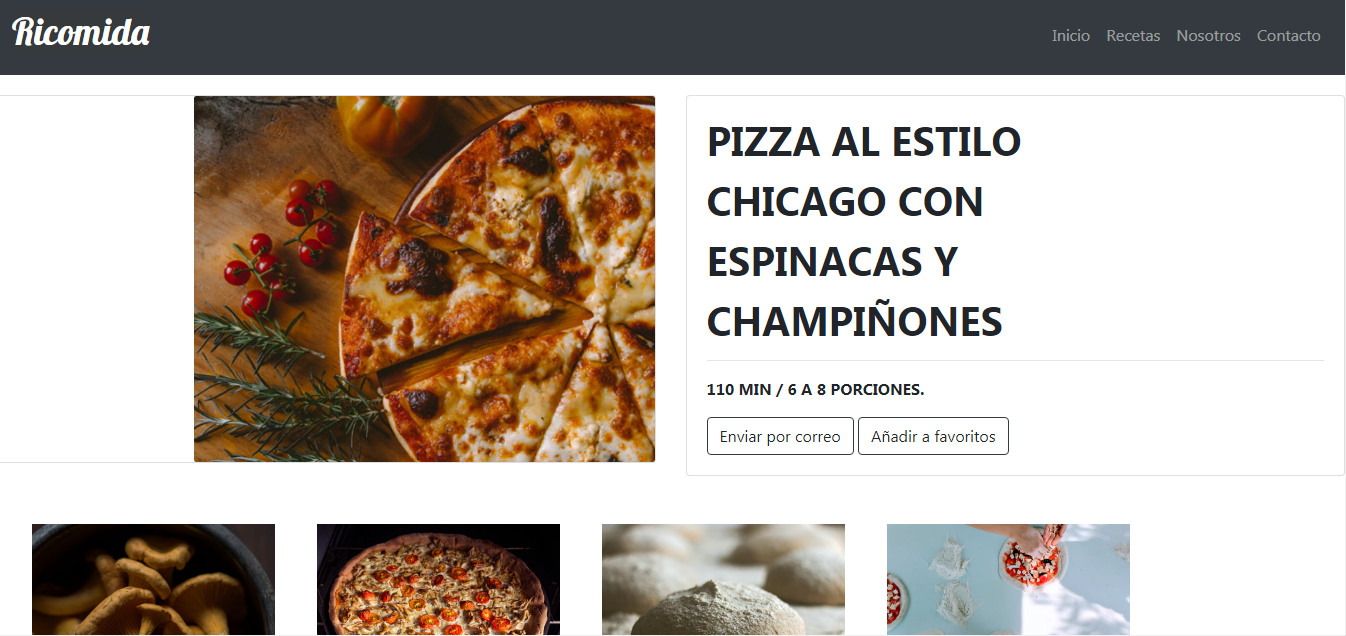 Ricomida
Inicio Recetas Nosotros Contacto
PIZZA AL ESTILO
CHICAGO CON
ESPINACAS Y
CHAMPIÑONES
110 MIN / 6 A 8 PORCIONES.
Enviar por correo Añadir a favoritos